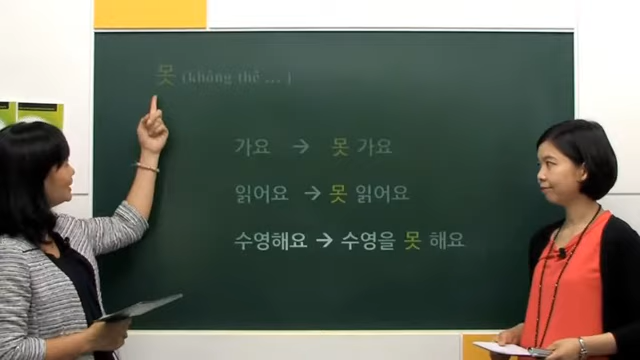 못 (không thể ... )
가요 → 못 가요
읽어요 → 못 읽어요
수영해요 → 수영을 못 해요